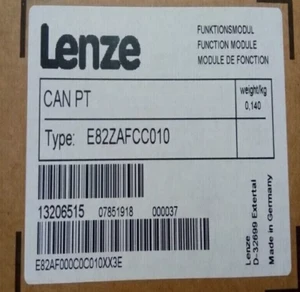 Lenze
FUNKTIONSMODUL
FUNCTION MODULE
MODULE DE FONCTION
CAN PT
weight/kg
0,140
Type: E82ZAFCC010
13206515 07851918 000037
E82AF000C0C010XX3E
Lenze
D-32699 Extertal
Made in Germany